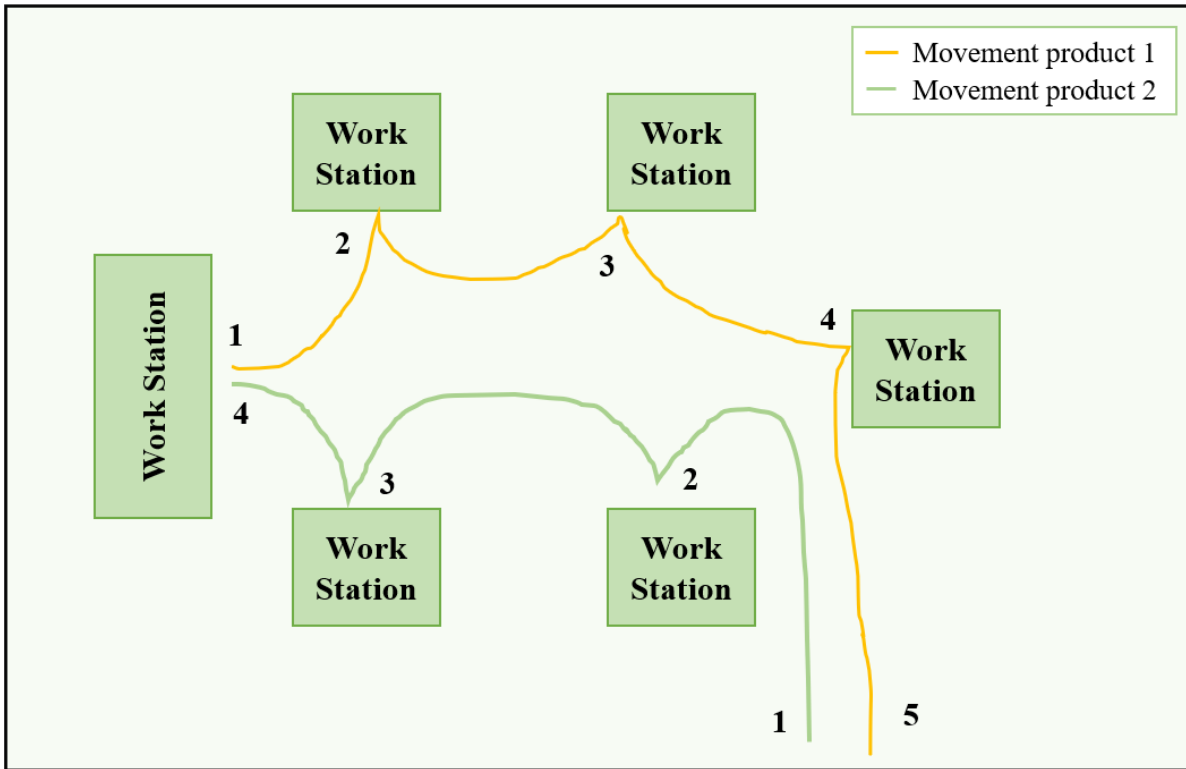 Movement product 1
Movement product 2
Work
Station
Work
Station
2
3
Work Station
1
4
Work
Station
4
3
2
Work
Station
Work
Station
1
5